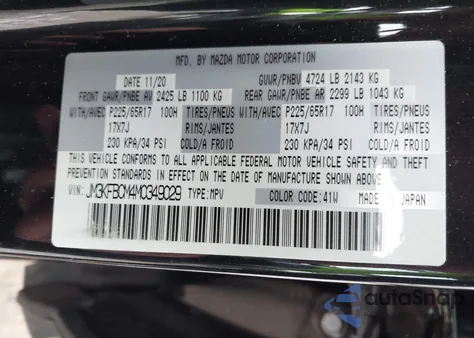 MFD. BY MAZDA MOTOR CORPORATION
DATE 11/20 GVWR/PNBV 4724 LB 2143 KG
FRONT GAWR/PNBE AV 2425 LB 1100 KG REAR GAWR/PNBE AR 2299 LB 1043 KG
WITH/AVEC P225/65R17 100H TIRES/PNEUS WITH/AVEC P225/65R17 100H TIRES/PNEUS
17X7J RIMS/JANTES 17X7J RIMS/JANTES
230 KPA/34 PSI COLD/A FROID 230 KPA/34 PSI COLD/A FROID
THIS VEHICLE CONFORMS TO ALL APPLICABLE FEDERAL MOTOR VEHICLE SAFETY AND THEFT
PREVENTION STANDARDS IN EFFECT ON THE DATE OF MANUFACTURE SHOWN ABOVE.
VIN: JM3KFBCM4M0349029 TYPE: MPV COLOR CODE: 41W MADE IN JAPAN
autoSnap